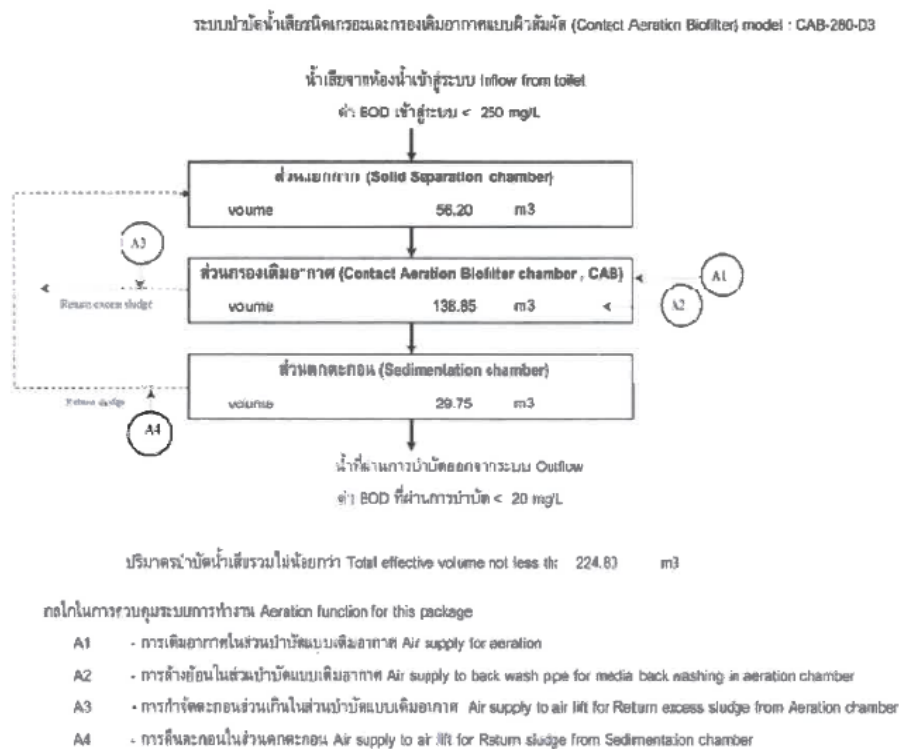 ระบบบำบัดน้ำเสียชนิดเกรอะและกรองเติมอากาศแบบผิวสัมผัส (Contact Aeration Biofilter) model : CAB-280-D3
น้ำเสียจากห้องน้ำเข้าสู่ระบบ Inflow from toilet
ค่า BOD เข้าสู่ระบบ < 250 mg/L
ส่วนแยกกาก (Solid Separation chamber)
voume 56.20 m3
A3
ส่วนกรองเติมอากาศ (Contact Aeration Biofilter chamber , CAB)
A1
Return excess sludge
voume 138.85 m3
A2
ส่วนตกตะกอน (Sedimentation chamber)
Return sludge
volume 29.75 m3
A4
น้ำที่ผ่านการบำบัดออกจากระบบ Outflow
ค่า BOD ที่ผ่านการบำบัด < 20 mg/L
ปริมาตรบำบัดน้ำเสียรวมไม่น้อยกว่า Total effective volume not less th 224.80 m3
กลไกในการควบคุมระบบการทำงาน Aeration function for this package
A1 - การเติมอากาศในส่วนบำบัดแบบเติมอากาศ Air supply for aeration
A2 - การล้างย้อนในส่วนบำบัดแบบเติมอากาศ Air supply to back wash pipe for media back washing in aeration chamber
A3 - การกำจัดตะกอนส่วนเกินในส่วนบำบัดแบบเติมอากาศ Air supply to air lift for Return excess sludge from Aeration chamber
A4 - การคืนตะกอนในส่วนตกตะกอน Air supply to air lift for Return sludge from Sedimentaion chamber